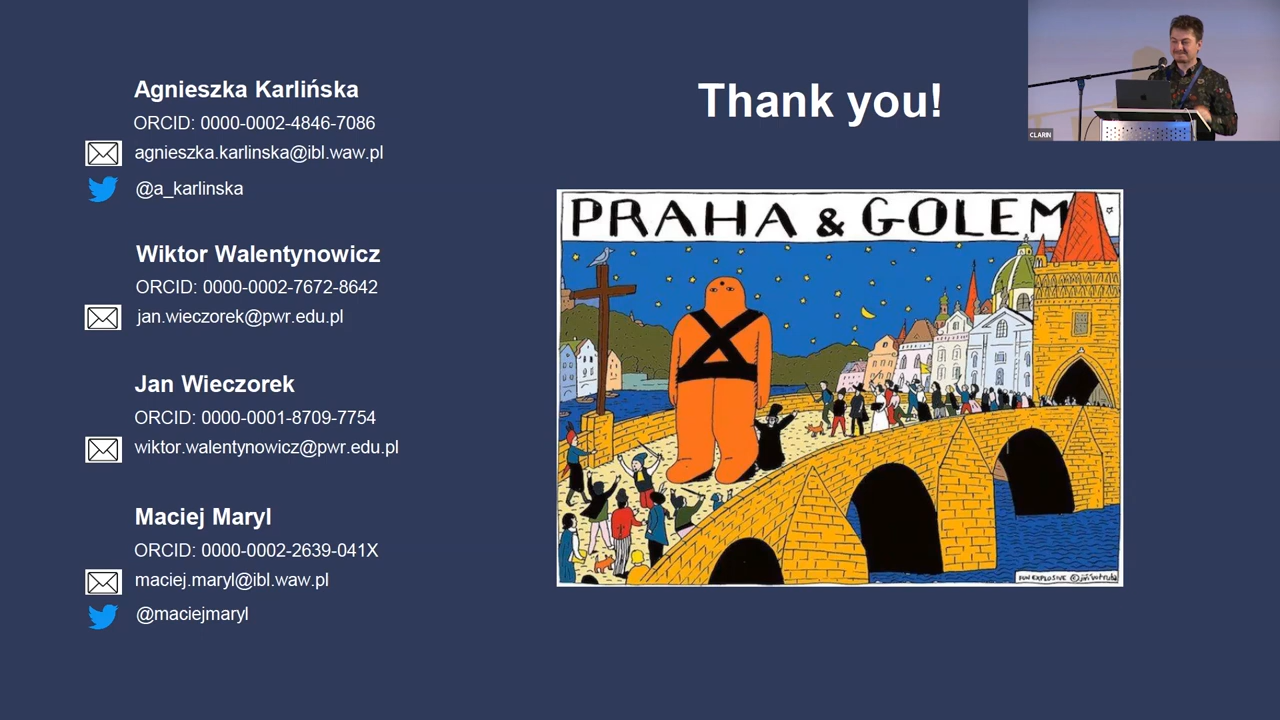 Agnieszka Karlińska
ORCID: 0000-0002-4846-7086
agnieszka.karlinska@ibl.waw.pl
@a_karlinska
Wiktor Walentynowicz
ORCID: 0000-0002-7672-8642
jan.wieczorek@pwr.edu.pl
Jan Wieczorek
ORCID: 0000-0001-8709-7754
wiktor.walentynowicz@pwr.edu.pl
Maciej Maryl
ORCID: 0000-0002-2639-041X
maciej.maryl@ibl.waw.pl
@maciejmaryl
Thank you!
PRAHA & GOLEM
FUN EXPLOSIVE ©
CLARIN